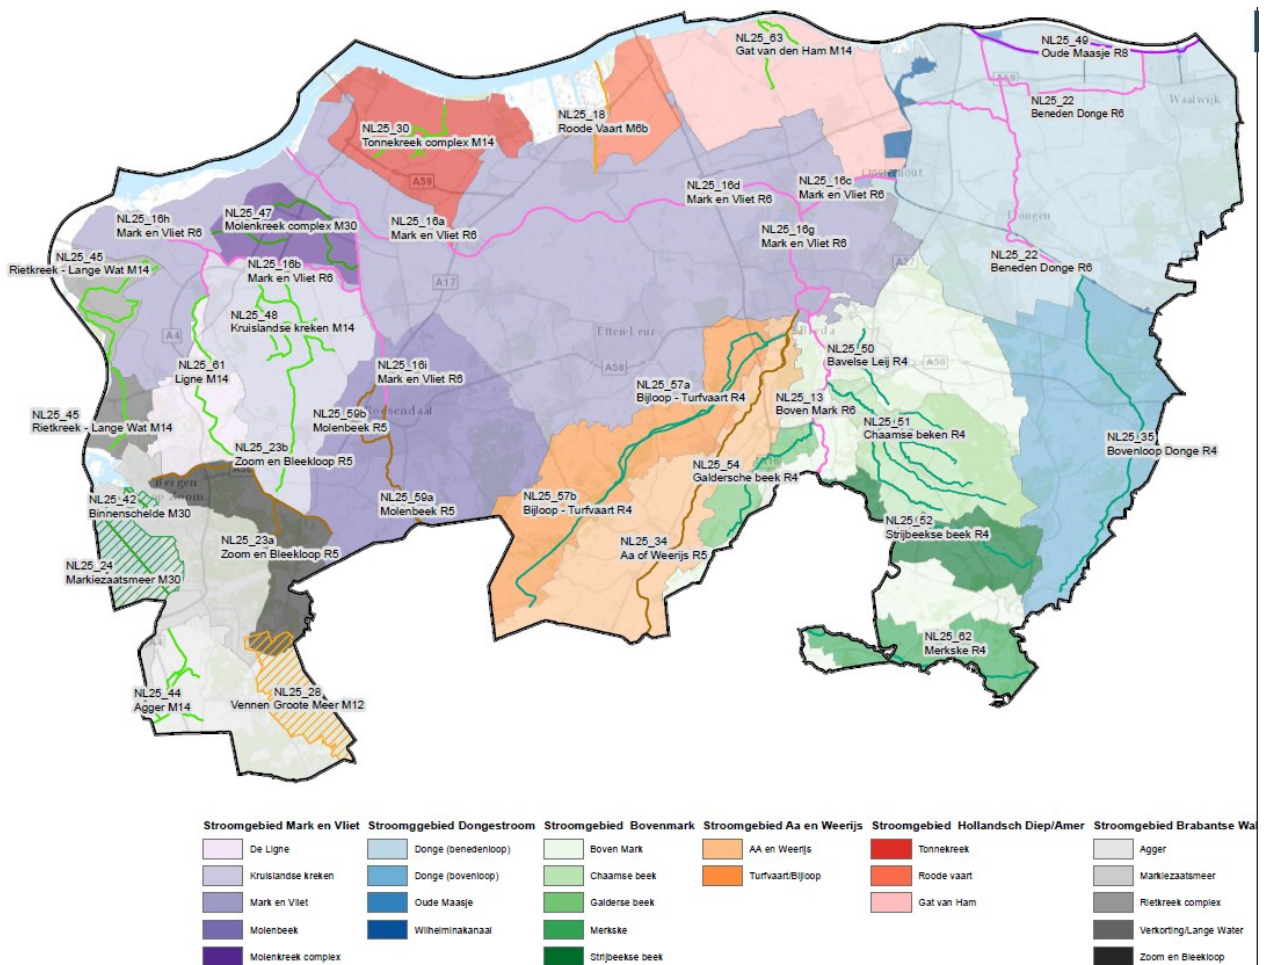 NL25_63
Gat van den Ham M14
NL25_49
Oude Maasje R8
A59
NL25_22
Beneden Donge R6
Waalwijk
NL25_18
Roode Vaart M6b
NL25_30
Tonnekreek complex M14
A59
Oosterhout
NL25_16d
Mark en Vliet R6
NL25_16c
Mark en Vliet R6
NL25_16h
Mark en Vliet R6
NL25_47
Molenkreek complex M30
NL25_16a
Mark en Vliet R6
NL25_16g
Mark en Vliet R6
Dongen
NL25_45
Rietkreek - Lange Wat M14
NL25_16b
Mark en Vliet R6
A27
NL25_22
Beneden Donge R6
A17
NL25_48
Kruislandse kreken M14
A4
Etten-Leur
Breda
NL25_50
Bavelse Leij R4
NL25_61
Ligne M14
NL25_16i
Mark en Vliet R6
A58
NL25_57a
Bijloop - Turfvaart R4
NL25_13
Boven Mark R6
NL25_45
Rietkreek - Lange Wat M14
NL25_59b
Molenbeek R5
Roosendaal
NL25_51
Chaamse beken R4
NL25_35
Bovenloop Donge R4
NL25_23b
Zoom en Bleekloop R5
NL25_54
Galdersche beek R4
Bergen
op Zoom
NL25_42
Binnenschelde M30
NL25_59a
Molenbeek R5
NL25_57b
Bijloop - Turfvaart R4
NL25_52
Strijbeekse beek R4
NL25_23a
Zoom en Bleekloop R5
NL25_34
Aa of Weerijs R5
NL25_24
Markiezaatsmeer M30
NL25_62
Merkske R4
NL25_44
Agger M14
NL25_28
Vennen Groote Meer M12
Stroomgebied Mark en Vliet
De Ligne
Kruislandse kreken
Mark en Vliet
Molenbeek
Molenkreek complex
Stroomggebied Dongestroom
Donge (benedenloop)
Donge (bovenloop)
Oude Maasje
Wilhelminakanaal
Stroomgebied Bovenmark
Boven Mark
Chaamse beek
Galderse beek
Merkske
Strijbeekse beek
Stroomgebied Aa en Weerijs
AA en Weerijs
Turfvaart/Bijloop
Stroomgebied Hollandsch Diep/Amer
Tonnekreek
Roode vaart
Gat van Ham
Stroomgebied Brabantse Wal
Agger
Markiezaatsmeer
Rietkreek complex
Verkorting/Lange Water
Zoom en Bleekloop